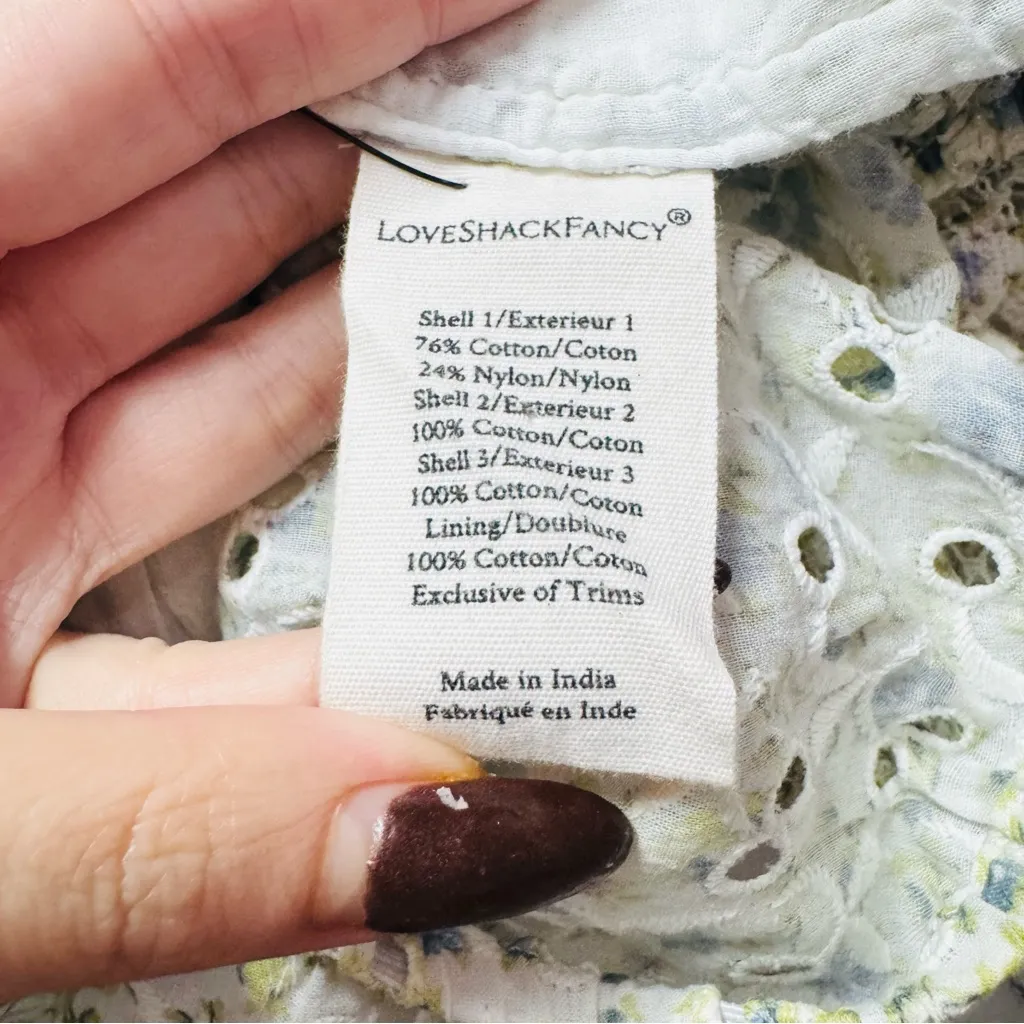 LOVESHACKFANCY®
Shell 1/Exterieur 1
76% Cotton/Coton
24% Nylon/Nylon
Shell 2/Exterieur 2
100% Cotton/Coton
Shell 3/Exterieur 3
100% Cotton/Coton
Lining/Doublure
100% Cotton/Coton
Exclusive of Trims
Made in India
Fabriqué en Inde